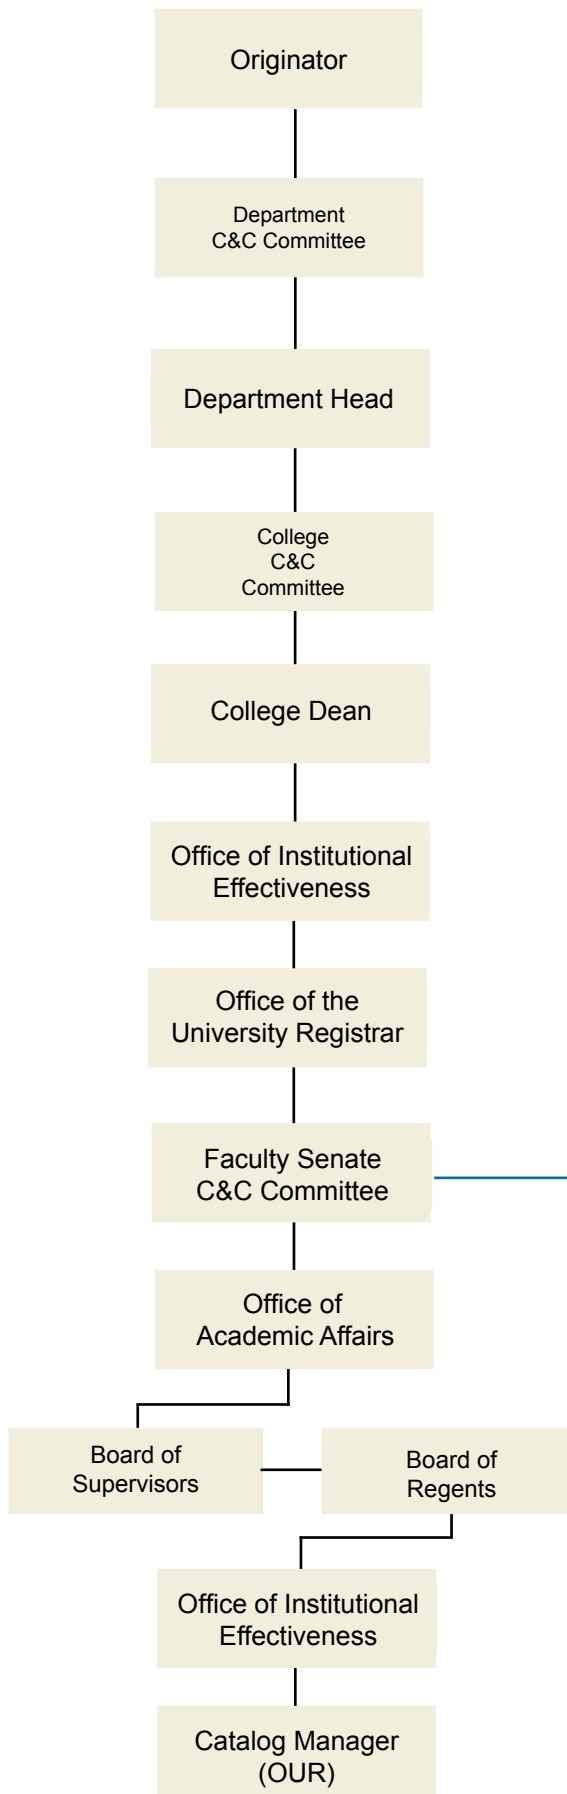 Originator
Department
C&C Committee
Department Head
College
C&C
Committee
College Dean
Office of Institutional
Effectiveness
Office of the
University Registrar
Faculty Senate
C&C Committee
Office of
Academic Affairs
Board of
Supervisors
Board of
Regents
Office of Institutional
Effectiveness
Catalog Manager
(OUR)